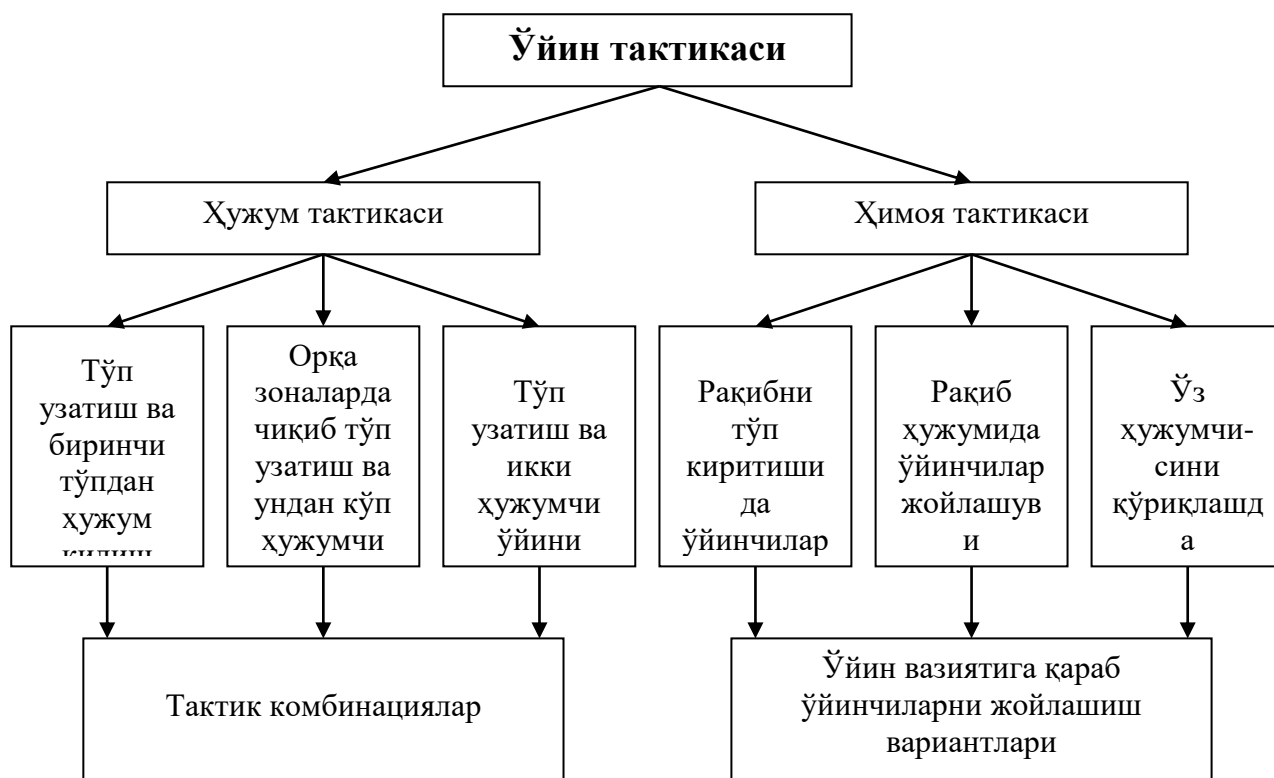 Ўйин тактикаси
Ҳужум тактикаси
Ҳимоя тактикаси
Тўп
узатиш ва
биринчи
тўпдан
ҳужум
қилиш
Орқа
зоналарда
чиқиб тўп
узатиш ва
ундан кўп
ҳужумчи
Тўп
узатиш ва
икки
ҳужумчи
ўйини
Рақибни
тўп
киритиши
да
ўйинчилар
Рақиб
ҳужумида
ўйинчилар
жойлашув
и
Ўз
ҳужумчи-
сини
қўриқлашд
а
Тактик комбинациялар
Ўйин вазиятига қараб
ўйинчиларни жойлашиш
вариантлари